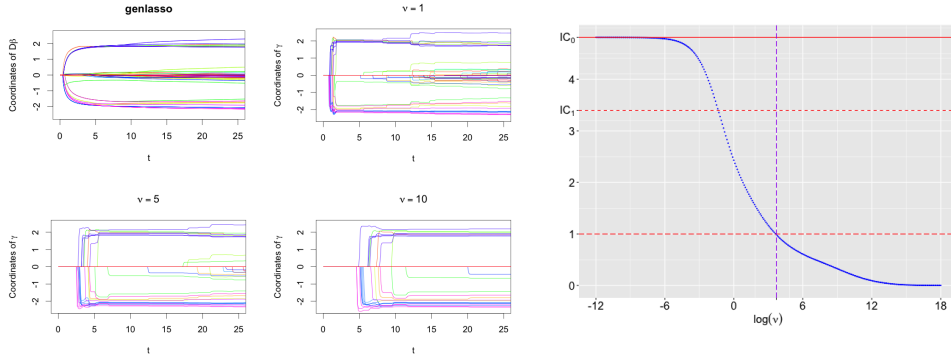 genlasso
Coordinates of Dβ
2
1
0
-1
-2
0 5 10 15 20 25
t
ν = 1
Coordinates of γ
2
1
0
-1
-2
0 5 10 15 20 25
t
ν = 5
Coordinates of γ
2
1
0
-1
-2
0 5 10 15 20 25
t
ν = 10
Coordinates of γ
2
1
0
-1
-2
0 5 10 15 20 25
t
IC₀
4
IC₁
3
2
1
0
-12 -6 0 6 12 18
log(ν)